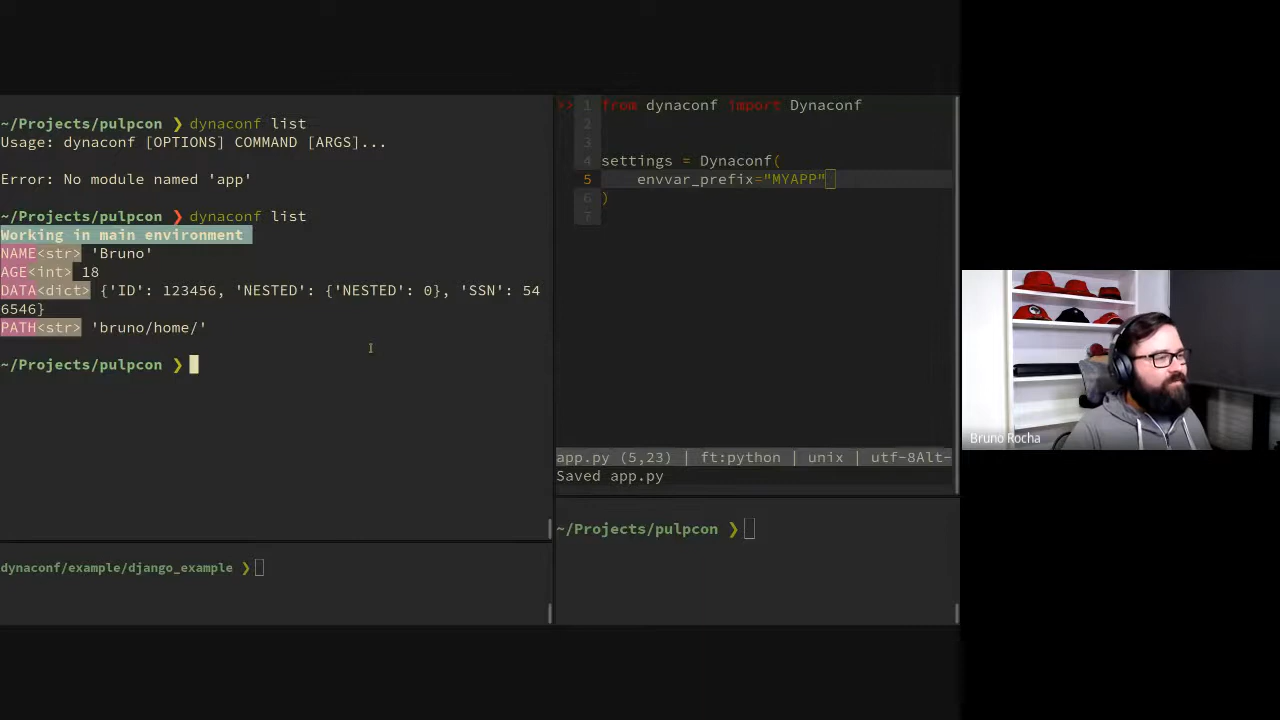 ~/Projects/pulpcon ❯ dynaconf list
Usage: dynaconf [OPTIONS] COMMAND [ARGS]...
Error: No module named 'app'
~/Projects/pulpcon ❯ dynaconf list
Working in main environment
NAME<str> 'Bruno'
AGE<int> 18
DATA<dict> {'ID': 123456, 'NESTED': {'NESTED': 0}, 'SSN': 54
6546}
PATH<str> 'bruno/home/'
~/Projects/pulpcon ❯
dynaconf/example/django_example ❯
>> 1 from dynaconf import Dynaconf
2
3
4 settings = Dynaconf(
5 envvar_prefix="MYAPP"
6 )
7
app.py (5,23) | ft:python | unix | utf-8Alt-
Saved app.py
~/Projects/pulpcon ❯
Bruno Rocha